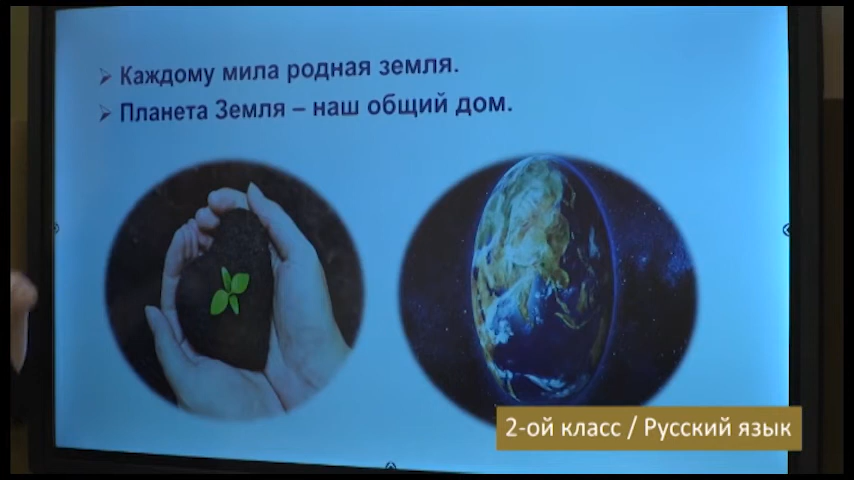 Каждому мила родная земля.
Планета Земля – наш общий дом.
2-ой класс / Русский язык